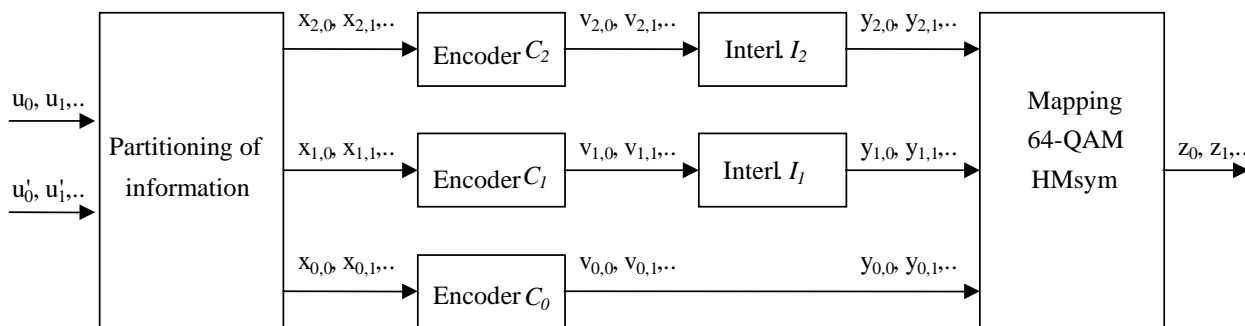 u0, u1,..
u'0, u'1,..
Partitioning of
information
x2,0, x2,1,..
Encoder C2
v2,0, v2,1,..
Interl. I2
y2,0, y2,1,..
x1,0, x1,1,..
Encoder C1
v1,0, v1,1,..
Interl. I1
y1,0, y1,1,..
x0,0, x0,1,..
Encoder C0
v0,0, v0,1,..
y0,0, y0,1,..
Mapping
64-QAM
HMsym
z0, z1,..